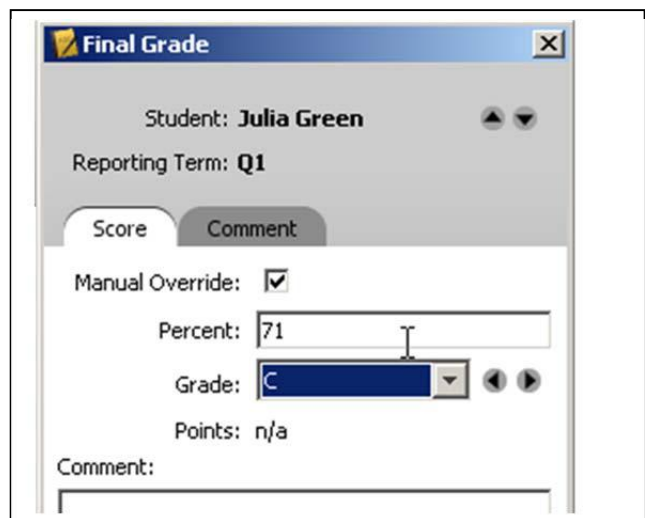 Final Grade
Student: Julia Green
Reporting Term: Q1
Score Comment
Manual Override:
Percent: 71
Grade: C
Points: n/a
Comment: